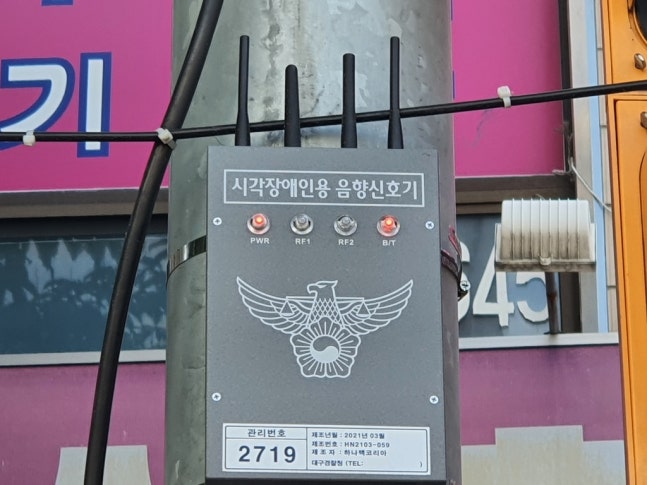 기
시각장애인용 음향신호기
PWR RF1 RF2 B/T
645
관리번호
2719
제조년월 : 2021년 03월
제조번호 : HN2103-059
제 조 자 : 하나텍코리아
대구경찰청 (TEL: )